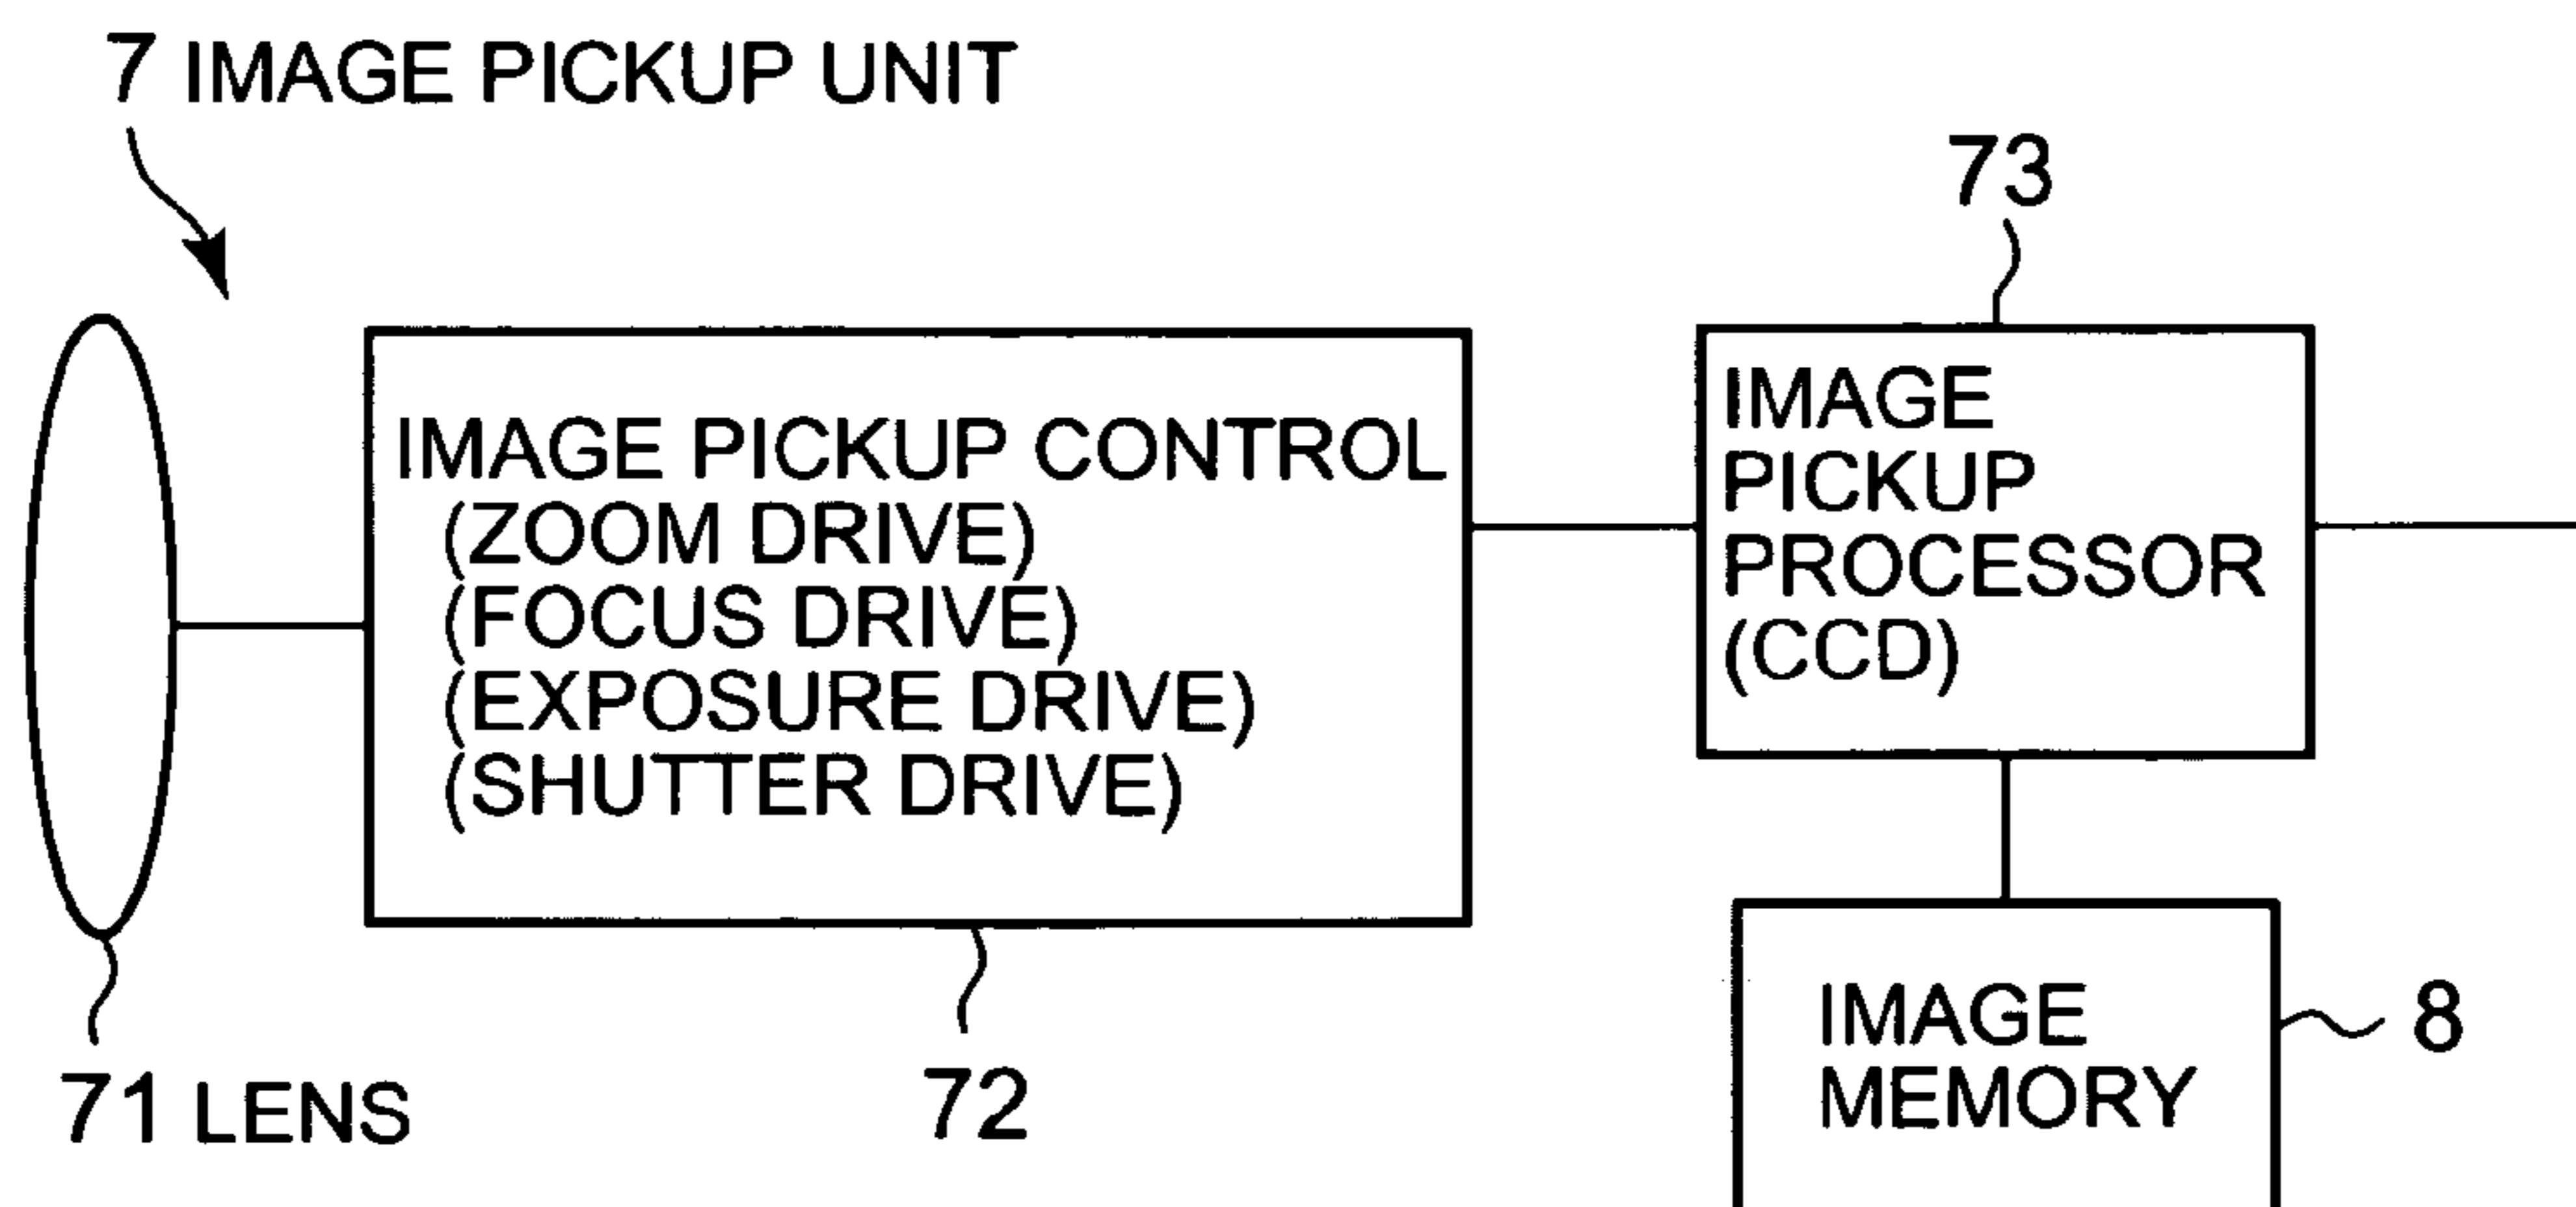 7 IMAGE PICKUP UNIT
73
IMAGE PICKUP CONTROL
(ZOOM DRIVE)
(FOCUS DRIVE)
(EXPOSURE DRIVE)
(SHUTTER DRIVE)
IMAGE
PICKUP
PROCESSOR
(CCD)
71 LENS
72
IMAGE
MEMORY
8